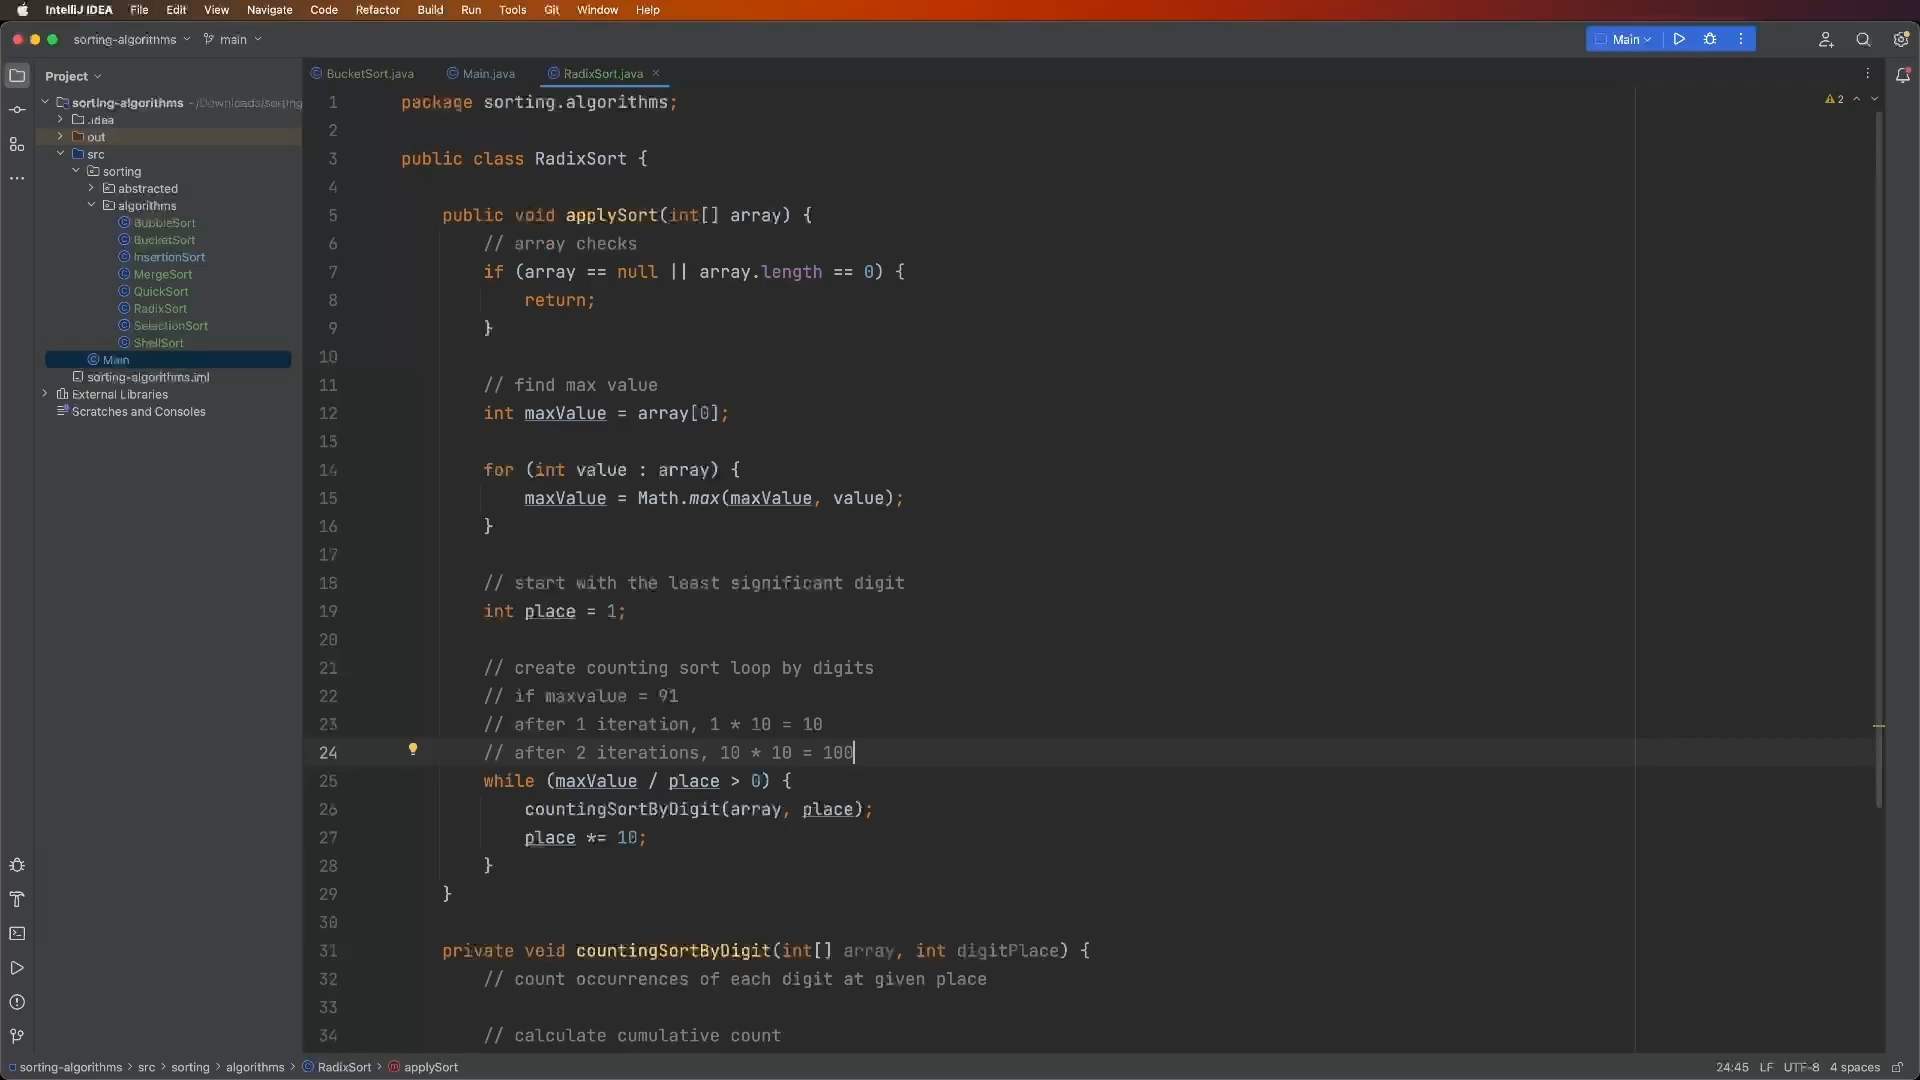 IntelliJ IDEA File Edit View Navigate Code Refactor Build Run Tools Git Window Help
sorting-algorithms main Main
Project
BucketSort.java Main.java RadixSort.java
sorting-algorithms ~/Downloads/sorting
.idea
out
src
sorting
abstracted
algorithms
BubbleSort
BucketSort
InsertionSort
MergeSort
QuickSort
RadixSort
SelectionSort
ShellSort
Main
sorting-algorithms.iml
External Libraries
Scratches and Consoles
2
1 package sorting.algorithms;
2
3 public class RadixSort {
4
5 public void applySort(int[] array) {
6 // array checks
7 if (array == null || array.length == 0) {
8 return;
9 }
10
11 // find max value
12 int maxValue = array[0];
13
14 for (int value : array) {
15 maxValue = Math.max(maxValue, value);
16 }
17
18 // start with the least significant digit
19 int place = 1;
20
21 // create counting sort loop by digits
22 // if maxvalue = 91
23 // after 1 iteration, 1 * 10 = 10
24 // after 2 iterations, 10 * 10 = 100
25 while (maxValue / place > 0) {
26 countingSortByDigit(array, place);
27 place *= 10;
28 }
29 }
30
31 private void countingSortByDigit(int[] array, int digitPlace) {
32 // count occurrences of each digit at given place
33
34 // calculate cumulative count
sorting-algorithms > src > sorting > algorithms > RadixSort > applySort
24:45 LF UTF-8 4 spaces